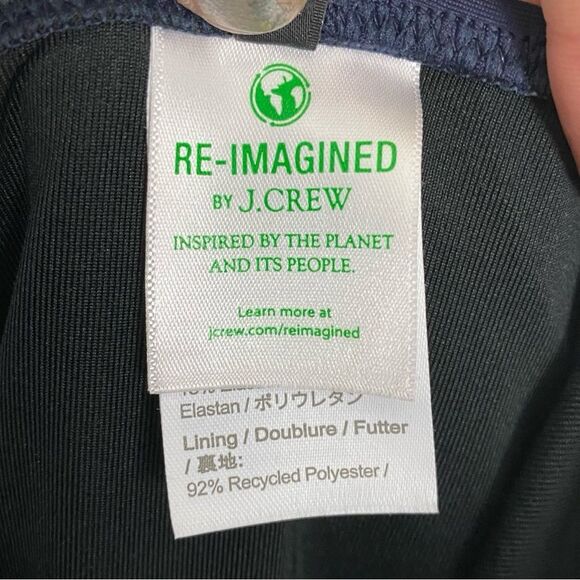 RE-IMAGINED
BY J.CREW
INSPIRED BY THE PLANET
AND ITS PEOPLE.
Learn more at
jcrew.com/reimagined
Elastan / ポリウレタン
Lining / Doublure / Futter
/ 裏地:
92% Recycled Polyester /